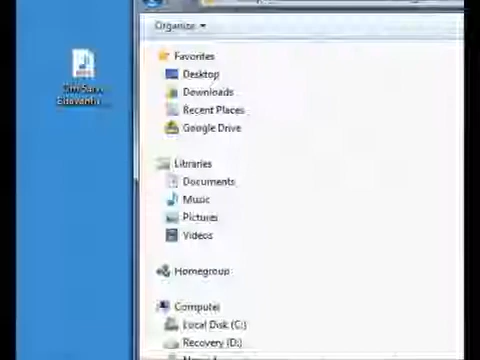 Organize
Favorites
Desktop
Downloads
Recent Places
Google Drive
Libraries
Documents
Music
Pictures
Videos
Homegroup
Computer
Local Disk (C:)
Recovery (D:)